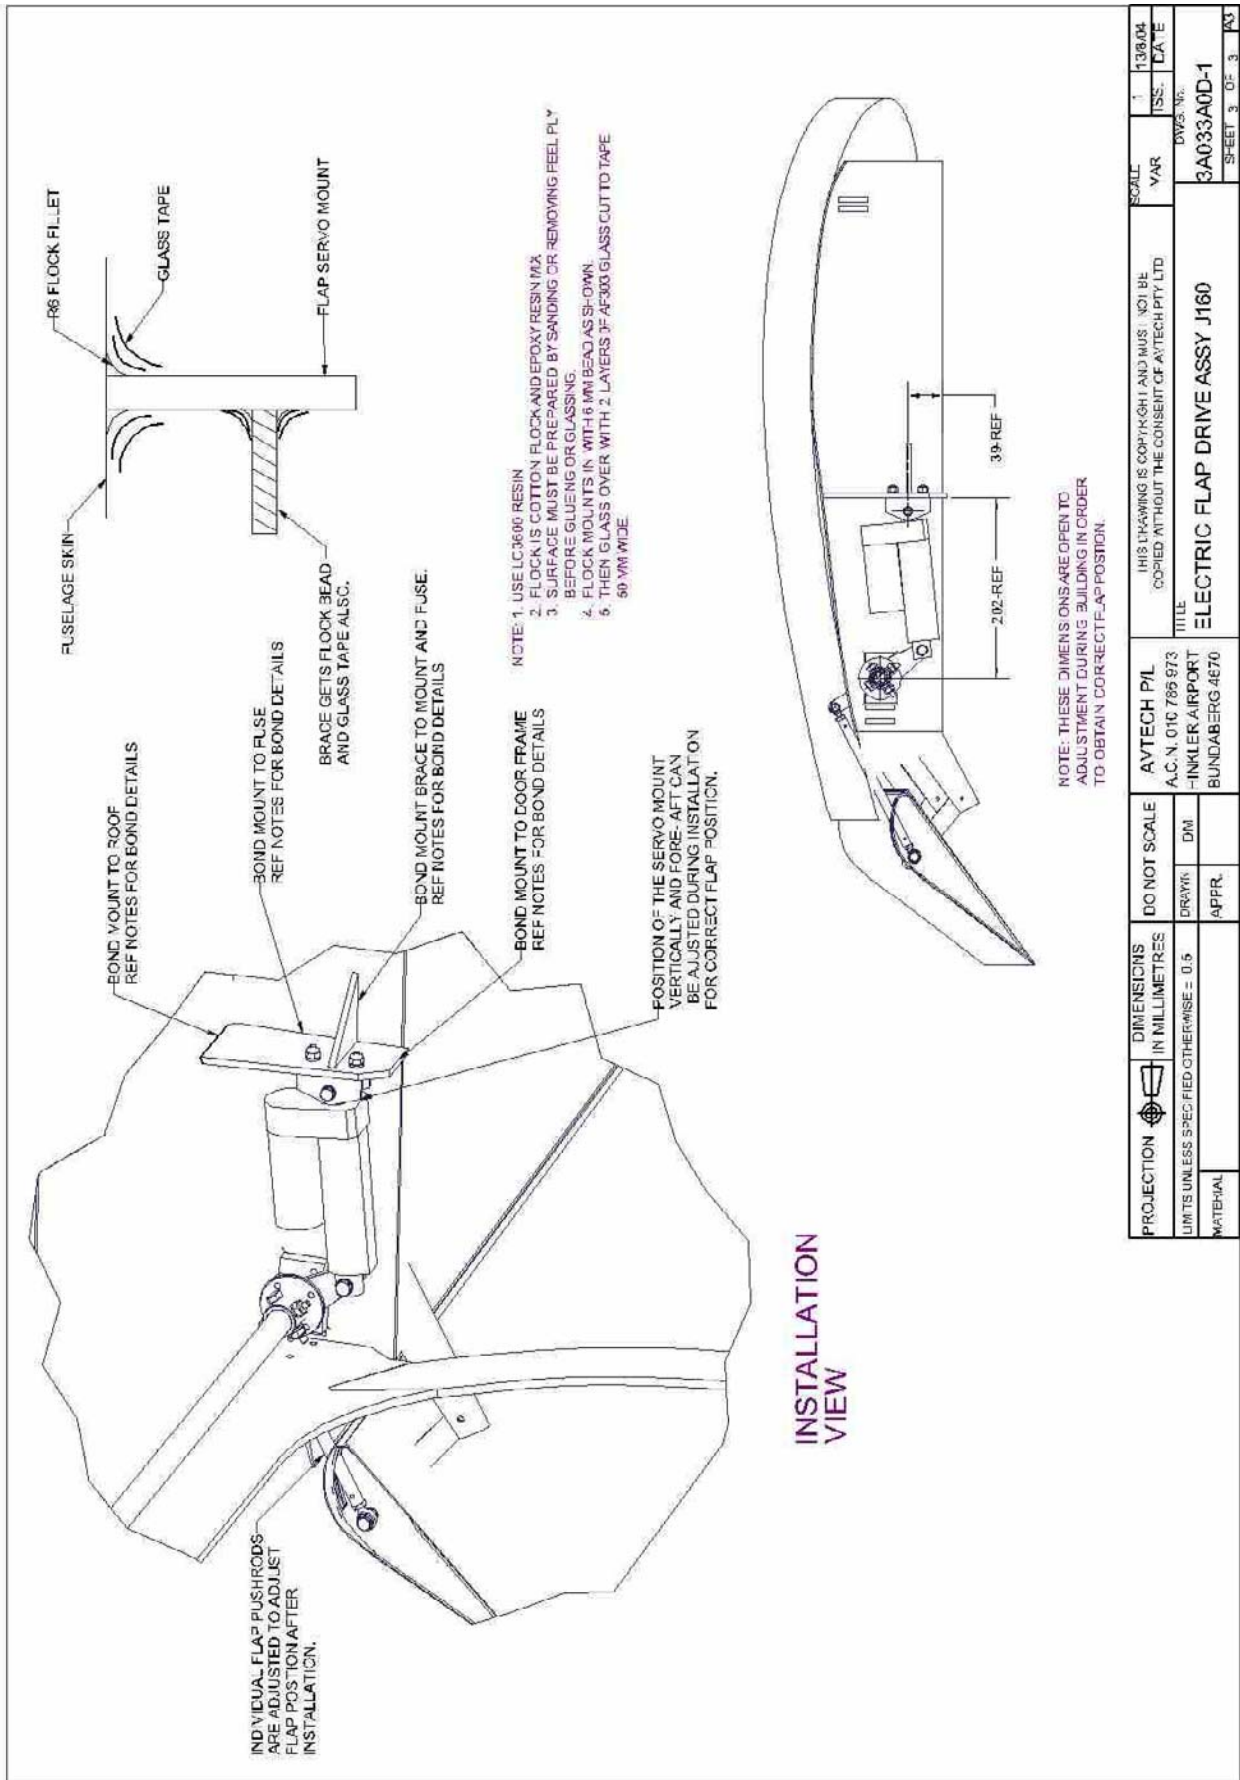 BOND MOUNT TO ROOF
REF NOTES FOR BOND DETAILS
BOND MOUNT TO FUSE
REF NOTES FOR BOND DETAILS
BOND MOUNT BRACE TO MOUNT AND FUSE.
REF NOTES FOR BOND DETAILS
BOND MOUNT TO DOOR FRAME
REF NOTES FOR BOND DETAILS
POSITION OF THE SERVO MOUNT
VERTICALLY AND FORE- AFT CAN
BE AJUSTED DURING INSTALLATION
FOR CORRECT FLAP POSITION.
INDIVIDUAL FLAP PUSHRODS
ARE ADJUSTED TO ADJUST
FLAP POSTION AFTER
INSTALLATION.
INSTALLATION
VIEW
FUSELAGE SKIN
R6 FLOCK FILLET
GLASS TAPE
FLAP SERVO MOUNT
BRACE GETS FLOCK BEAD
AND GLASS TAPE ALSO.
NOTE: 1. USE LC3600 RESIN
2. FLOCK IS COTTON FLOCK AND EPOXY RESIN MIX
3. SURFACE MUST BE PREPARED BY SANDING OR REMOVING FEEL PLY
BEFORE GLUEING OR GLASSING.
4. FLOCK MOUNTS IN WITH 6 MM BEAD AS SHOWN.
5. THEN GLASS OVER WITH 2 LAYERS OF AF303 GLASS CUT TO TAPE
50 MM WIDE.
202-REF
39-REF
NOTE: THESE DIMENSIONS ARE OPEN TO
ADJUSTMENT DURING BUILDING IN ORDER
TO OBTAIN CORRECT FLAP POSITION.
PROJECTION
DIMENSIONS
IN MILLIMETRES
DO NOT SCALE
LIMITS UNLESS SPECIFIED OTHERWISE = 0.5
DRAWN
DM
MATERIAL
APPR.
AVTECH P/L
A.C.N. 010 786 973
HINKLER AIRPORT
BUNDABERG 4670
THIS DRAWING IS COPYRIGHT AND MUST NOT BE
COPIED WITHOUT THE CONSENT OF AVTECH PTY LTD
TITLE
ELECTRIC FLAP DRIVE ASSY J160
SCALE
VAR
1
13/8/04
ISS.
DATE
DWG. No.
3A033A0D-1
SHEET 3 OF 3
A3